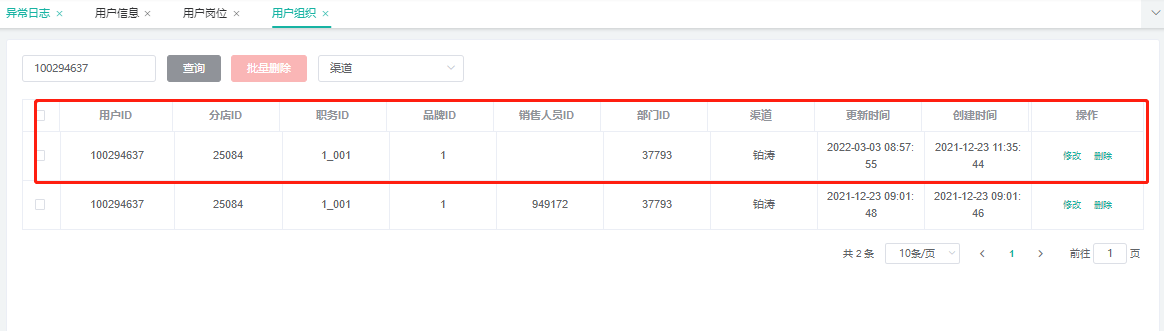 异常日志 × 用户信息 × 用户岗位 × 用户组织 ×
100294637 查询 批量删除 渠道
用户ID 分店ID 职务ID 品牌ID 销售人员ID 部门ID 渠道 更新时间 创建时间 操作
100294637 25084 1_001 1 37793 铂涛 2022-03-03 08:57:55 2021-12-23 11:35:44 修改 删除
100294637 25084 1_001 1 949172 37793 铂涛 2021-12-23 09:01:48 2021-12-23 09:01:46 修改 删除
共 2 条 10条/页 < 1 > 前往 1 页